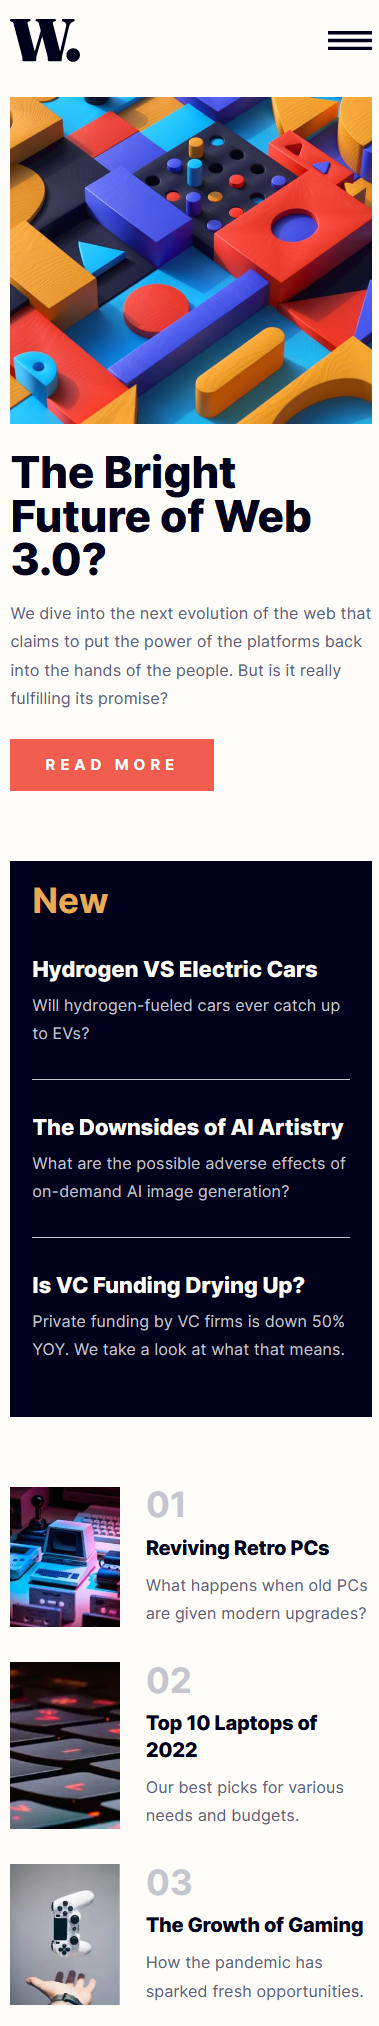 W.
The Bright
Future of Web
3.0?
We dive into the next evolution of the web that
claims to put the power of the platforms back
into the hands of the people. But is it really
fulfilling its promise?
READ MORE
New
Hydrogen VS Electric Cars
Will hydrogen-fueled cars ever catch up
to EVs?
The Downsides of AI Artistry
What are the possible adverse effects of
on-demand AI image generation?
Is VC Funding Drying Up?
Private funding by VC firms is down 50%
YOY. We take a look at what that means.
01
Reviving Retro PCs
What happens when old PCs
are given modern upgrades?
02
Top 10 Laptops of
2022
Our best picks for various
needs and budgets.
03
The Growth of Gaming
How the pandemic has
sparked fresh opportunities.